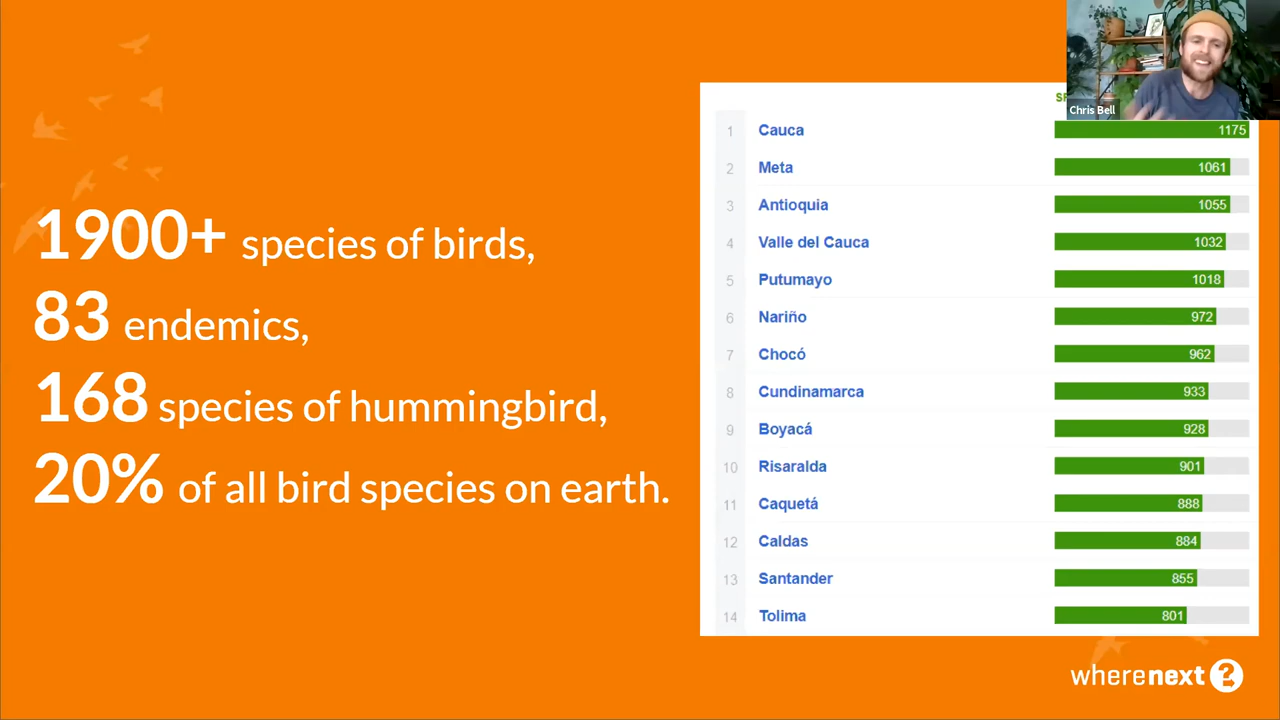 1900+ species of birds,
83 endemics,
168 species of hummingbird,
20% of all bird species on earth.
Chris Bell
1 Cauca 1175
2 Meta 1061
3 Antioquia 1055
4 Valle del Cauca 1032
5 Putumayo 1018
6 Nariño 972
7 Chocó 962
8 Cundinamarca 933
9 Boyacá 928
10 Risaralda 901
11 Caquetá 888
12 Caldas 884
13 Santander 855
14 Tolima 801
wherenext?